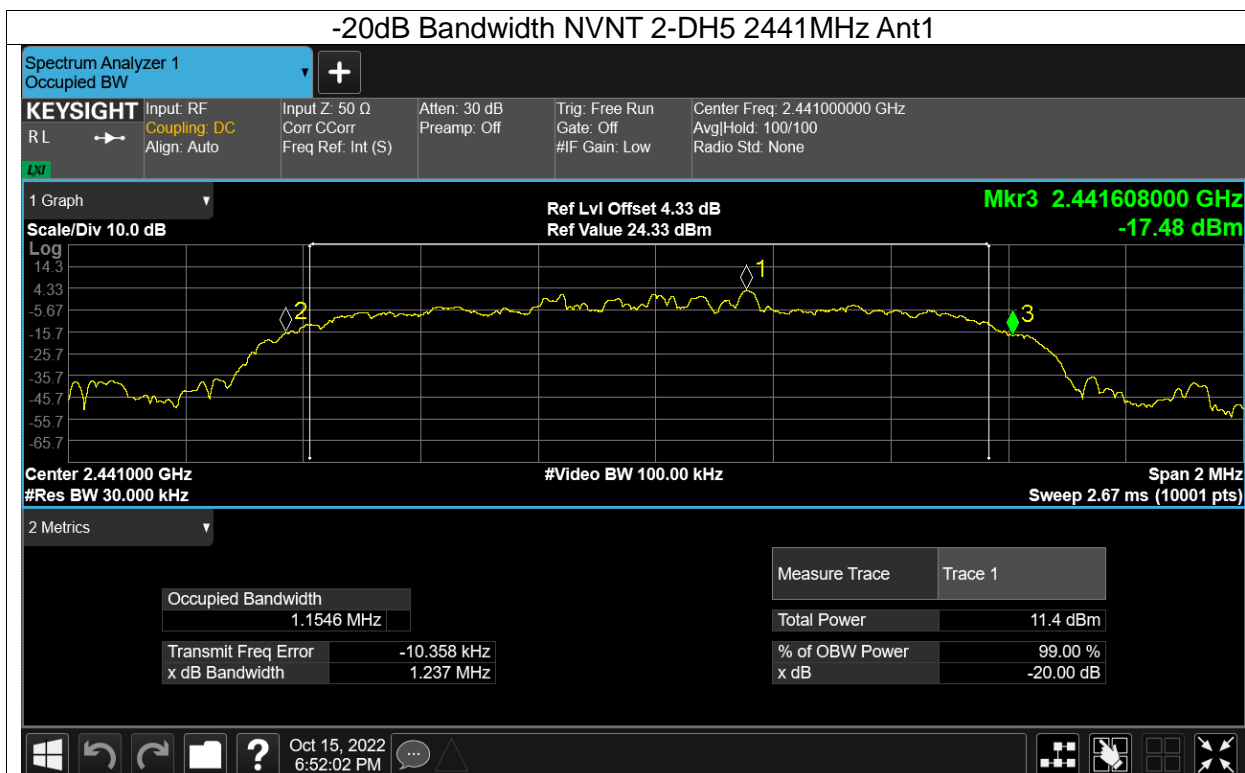 -20dB Bandwidth NVNT 2-DH5 2441MHz Ant1
Spectrum Analyzer 1
Occupied BW
KEYSIGHT
R L
LXI
Input: RF
Coupling: DC
Align: Auto
Input Z: 50 Ω
Corr CCorr
Freq Ref: Int (S)
Atten: 30 dB
Preamp: Off
Trig: Free Run
Gate: Off
#IF Gain: Low
Center Freq: 2.441000000 GHz
Avg|Hold: 100/100
Radio Std: None
1 Graph
Scale/Div 10.0 dB
Ref Lvl Offset 4.33 dB
Ref Value 24.33 dBm
Mkr3 2.441608000 GHz
-17.48 dBm
Log
14.3
4.33
-5.67
-15.7
-25.7
-35.7
-45.7
-55.7
-65.7
1
2
3
Center 2.441000 GHz
#Res BW 30.000 kHz
#Video BW 100.00 kHz
Span 2 MHz
Sweep 2.67 ms (10001 pts)
2 Metrics
Measure Trace Trace 1
Occupied Bandwidth
1.1546 MHz
Total Power 11.4 dBm
Transmit Freq Error -10.358 kHz
% of OBW Power 99.00 %
x dB Bandwidth 1.237 MHz
x dB -20.00 dB
Oct 15, 2022
6:52:02 PM